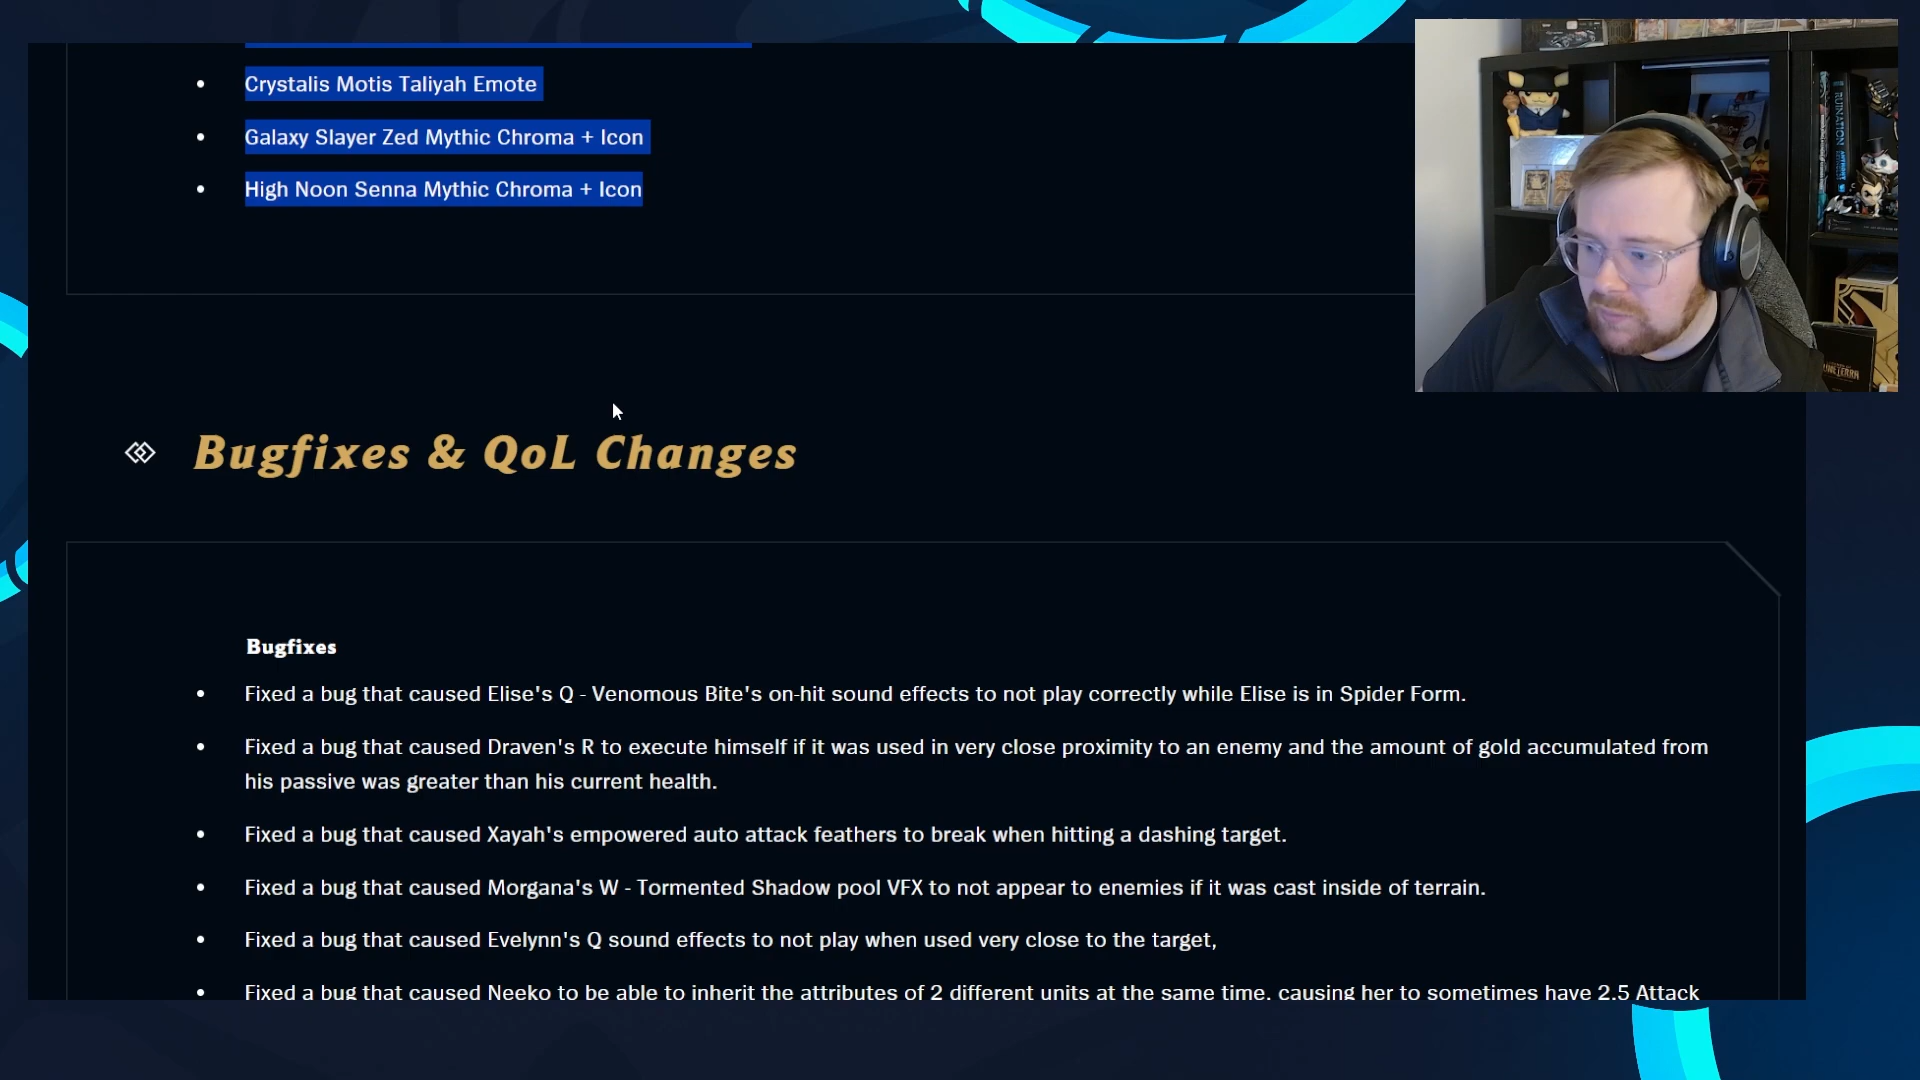 Crystalis Motis Taliyah Emote
Galaxy Slayer Zed Mythic Chroma + Icon
High Noon Senna Mythic Chroma + Icon
RUINATION
Bugfixes & QoL Changes
Bugfixes
Fixed a bug that caused Elise's Q - Venomous Bite's on-hit sound effects to not play correctly while Elise is in Spider Form.
Fixed a bug that caused Draven's R to execute himself if it was used in very close proximity to an enemy and the amount of gold accumulated from
his passive was greater than his current health.
Fixed a bug that caused Xayah's empowered auto attack feathers to break when hitting a dashing target.
Fixed a bug that caused Morgana's W - Tormented Shadow pool VFX to not appear to enemies if it was cast inside of terrain.
Fixed a bug that caused Evelynn's Q sound effects to not play when used very close to the target,
Fixed a bug that caused Neeko to be able to inherit the attributes of 2 different units at the same time, causing her to sometimes have 2.5 Attack